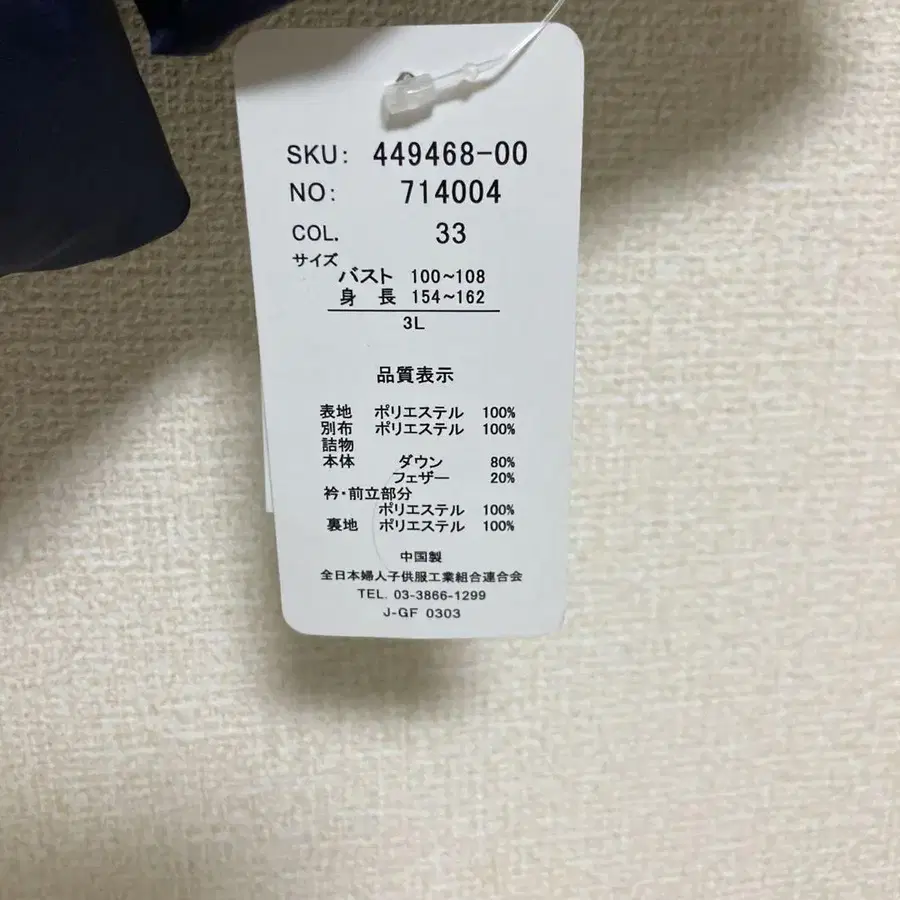 SKU: 449468-00
NO: 714004
COL. 33
サイズ
バスト 100~108
身 長 154~162
3L
品質表示
表地 ポリエステル 100%
別布 ポリエステル 100%
詰物
本体 ダウン 80%
フェザー 20%
衿・前立部分
ポリエステル 100%
裏地 ポリエステル 100%
中国製
全日本婦人子供服工業組合連合会
TEL. 03-3866-1299
J-GF 0303